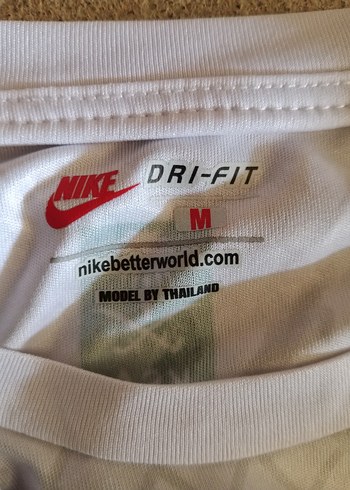 NIKE DRI-FIT
M
nikebetterworld.com
MODEL BY THAILAND